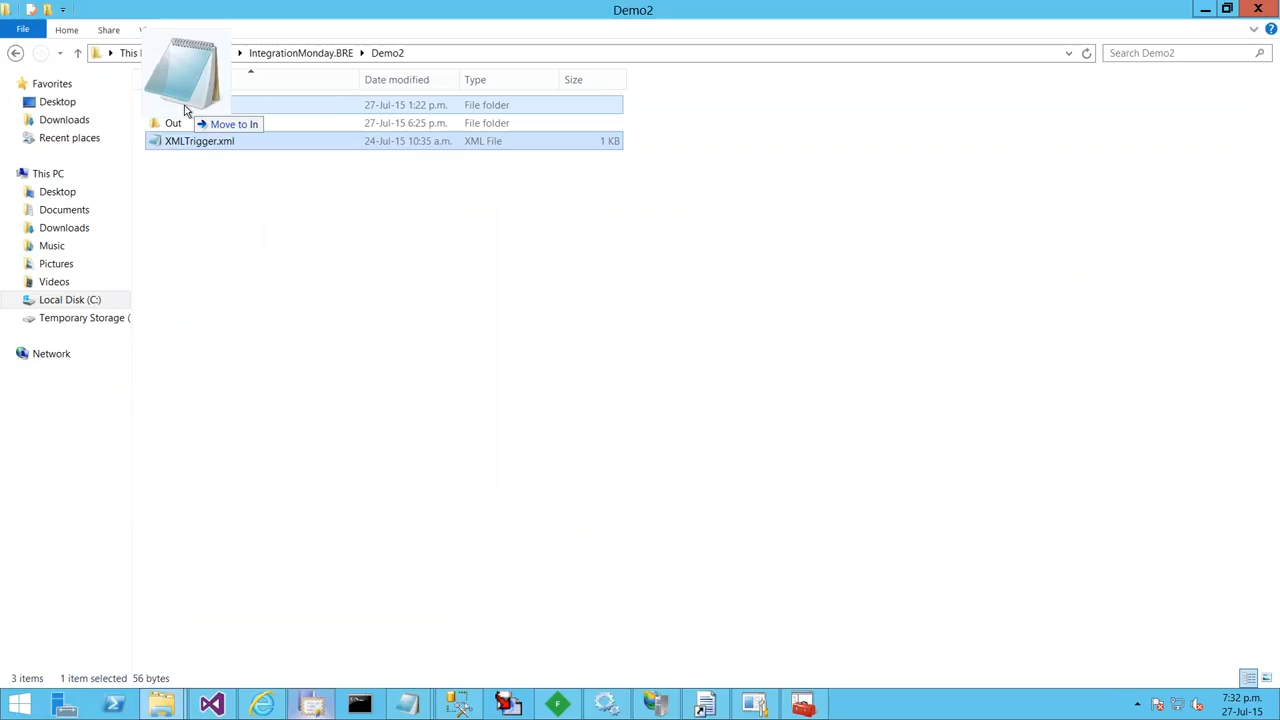 Demo2
File
Home
Share
This
IntegrationMonday.BRE
Demo2
Search Demo2
Date modified
Type
Size
Favorites
Desktop
Downloads
Recent places
This PC
Desktop
Documents
Downloads
Music
Pictures
Videos
Local Disk (C:)
Temporary Storage (
Network
27-Jul-15 1:22 p.m.
File folder
Out
27-Jul-15 6:25 p.m.
File folder
Move to In
XMLTrigger.xml
24-Jul-15 10:35 a.m.
XML File
1 KB
3 items
1 item selected
56 bytes
7:32 p.m.
27-Jul-15